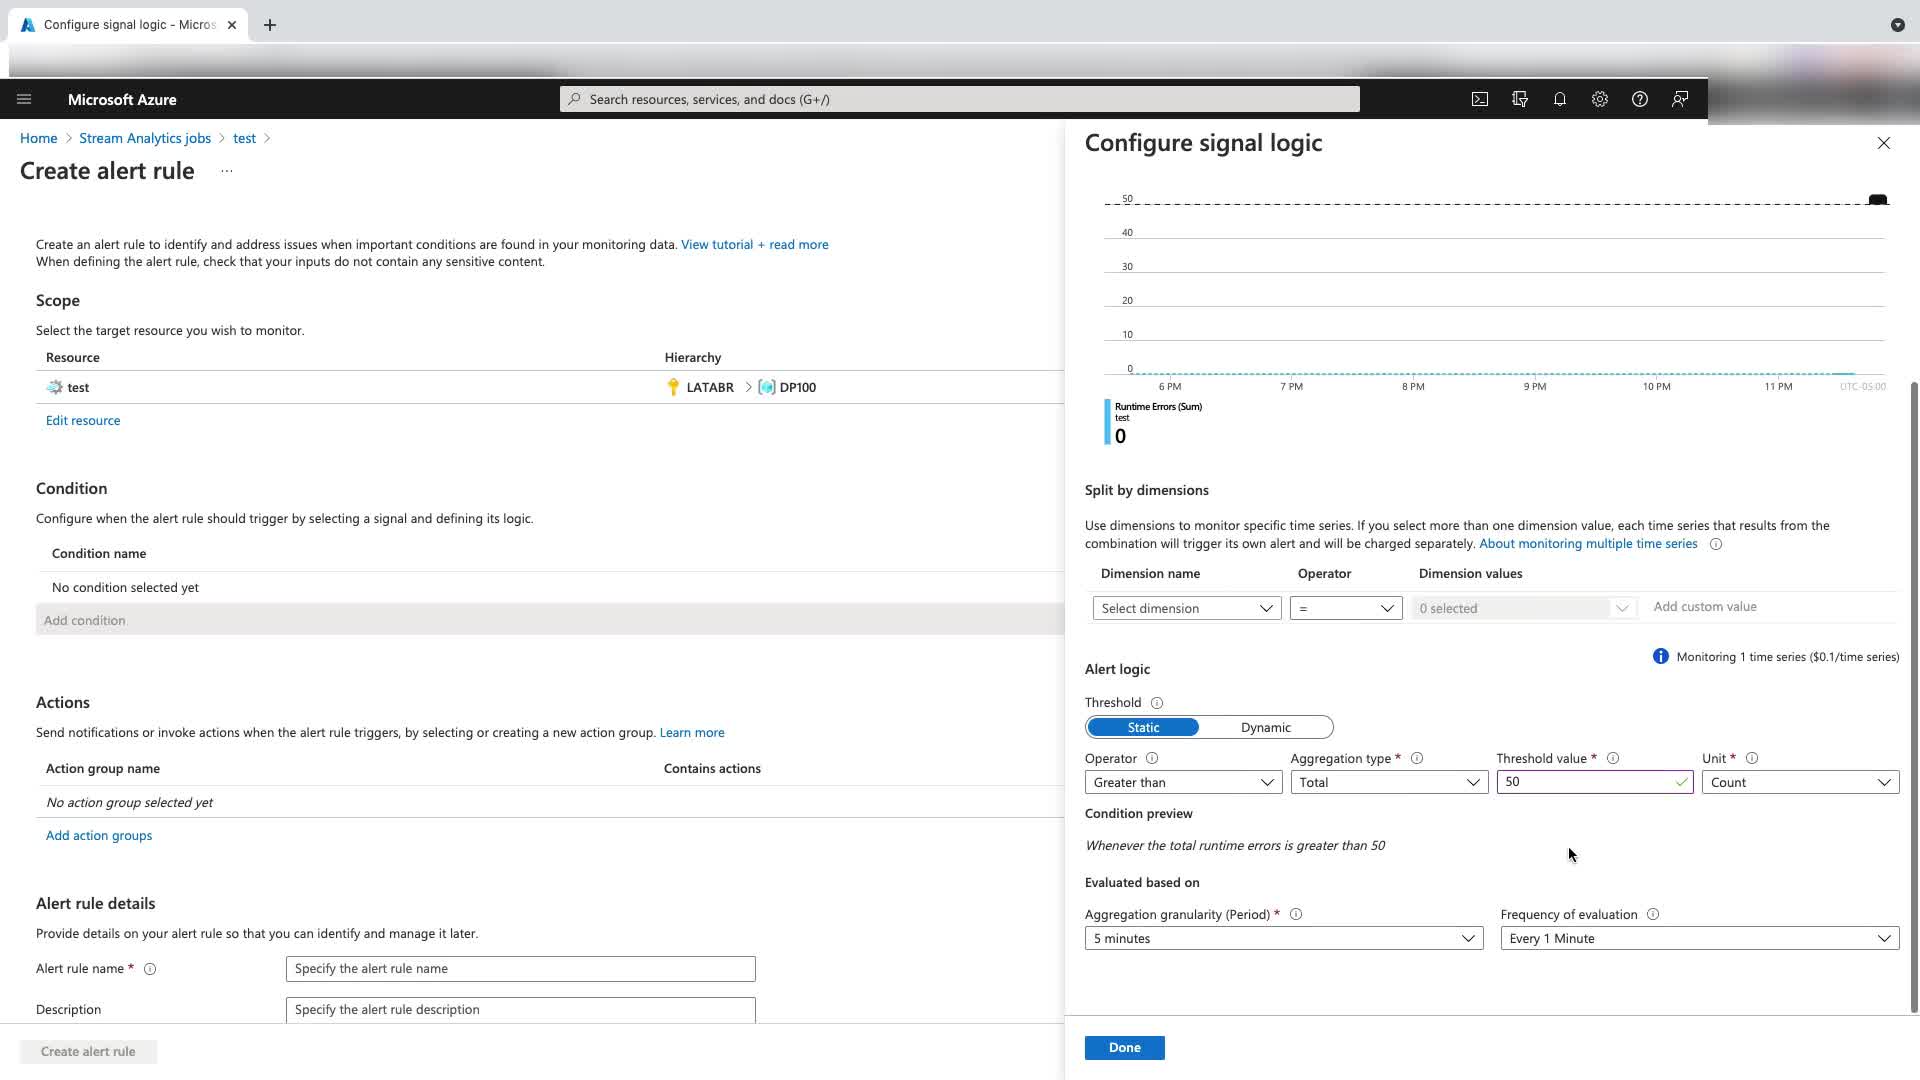 Configure signal logic - Micros
Microsoft Azure
Search resources, services, and docs (G+/)
Home > Stream Analytics jobs > test >
Create alert rule ...
Create an alert rule to identify and address issues when important conditions are found in your monitoring data. View tutorial + read more
When defining the alert rule, check that your inputs do not contain any sensitive content.
Scope
Select the target resource you wish to monitor.
Resource Hierarchy
test LATABR > DP100
Edit resource
Condition
Configure when the alert rule should trigger by selecting a signal and defining its logic.
Condition name
No condition selected yet
Add condition
Actions
Send notifications or invoke actions when the alert rule triggers, by selecting or creating a new action group. Learn more
Action group name Contains actions
No action group selected yet
Add action groups
Alert rule details
Provide details on your alert rule so that you can identify and manage it later.
Alert rule name * Specify the alert rule name
Description Specify the alert rule description
Create alert rule
Configure signal logic
50
40
30
20
10
0
6 PM 7 PM 8 PM 9 PM 10 PM 11 PM UTC-05:00
Runtime Errors (Sum)
test
0
Split by dimensions
Use dimensions to monitor specific time series. If you select more than one dimension value, each time series that results from the
combination will trigger its own alert and will be charged separately. About monitoring multiple time series
Dimension name Operator Dimension values
Select dimension = 0 selected Add custom value
Monitoring 1 time series ($0.1/time series)
Alert logic
Threshold
Static Dynamic
Operator Aggregation type * Threshold value * Unit *
Greater than Total 50 Count
Condition preview
Whenever the total runtime errors is greater than 50
Evaluated based on
Aggregation granularity (Period) * Frequency of evaluation
5 minutes Every 1 Minute
Done